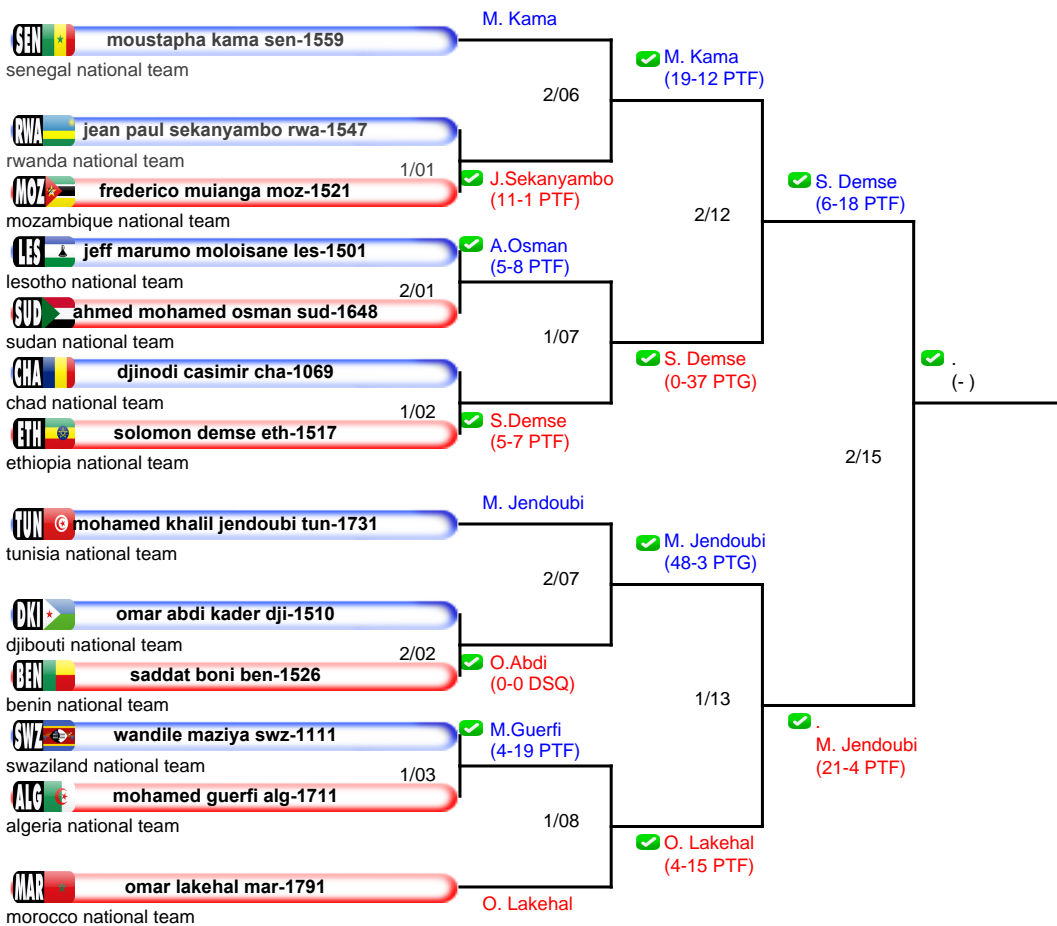 M. Kama
SEN moustapha kama sen-1559
senegal national team
M. Kama
(19-12 PTF)
2/06
RWA jean paul sekanyambo rwa-1547
rwanda national team
1/01
MOZ frederico muianga moz-1521
mozambique national team
J.Sekanyambo
(11-1 PTF)
S. Demse
(6-18 PTF)
2/12
LES jeff marumo moloisane les-1501
lesotho national team
A.Osman
(5-8 PTF)
2/01
SUD ahmed mohamed osman sud-1648
sudan national team
1/07
CHA djinodi casimir cha-1069
chad national team
S. Demse
(0-37 PTG)
.
(- )
1/02
ETH solomon demse eth-1517
ethiopia national team
S.Demse
(5-7 PTF)
2/15
M. Jendoubi
TUN mohamed khalil jendoubi tun-1731
tunisia national team
M. Jendoubi
(48-3 PTG)
2/07
DKI omar abdi kader dji-1510
djibouti national team
2/02
BEN saddat boni ben-1526
benin national team
O.Abdi
(0-0 DSQ)
1/13
SWZ wandile maziya swz-1111
swaziland national team
M.Guerfi
(4-19 PTF)
.
M. Jendoubi
(21-4 PTF)
1/03
ALG mohamed guerfi alg-1711
algeria national team
1/08
O. Lakehal
(4-15 PTF)
MAR omar lakehal mar-1791
morocco national team
O. Lakehal